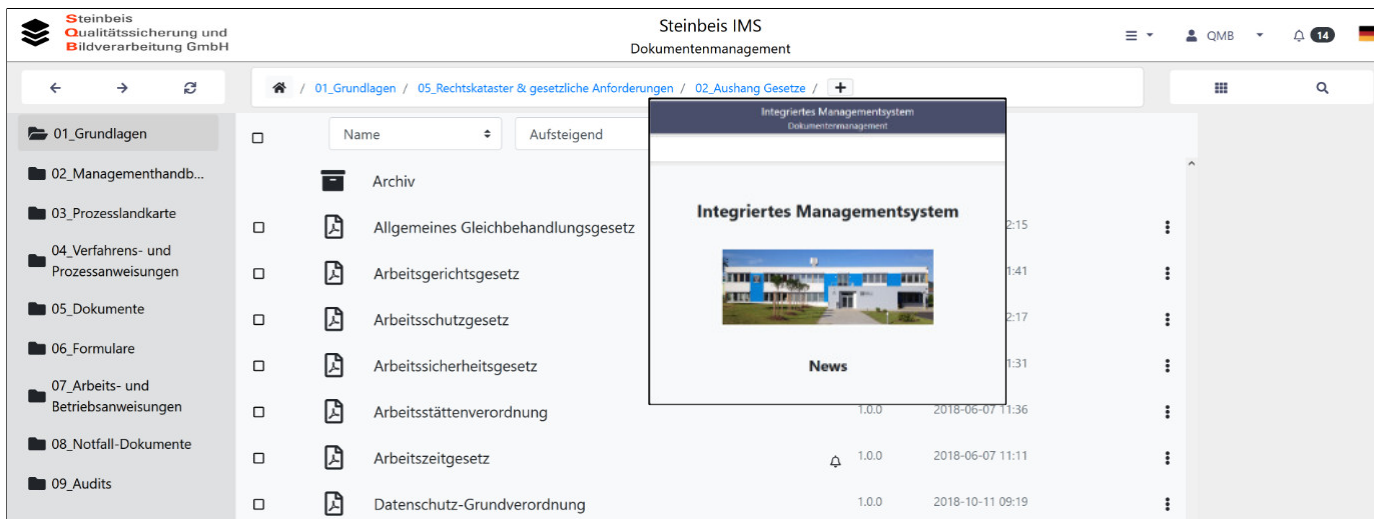 Steinbeis
Qualitätssicherung und
Bildverarbeitung GmbH
Steinbeis IMS
Dokumentenmanagement
QMB
14
/ 01_Grundlagen / 05_Rechtskataster & gesetzliche Anforderungen / 02_Aushang Gesetze / +
01_Grundlagen
02_Managementhandb...
03_Prozesslandkarte
04_Verfahrens- und
Prozessanweisungen
05_Dokumente
06_Formulare
07_Arbeits- und
Betriebsanweisungen
08_Notfall-Dokumente
09_Audits
Name
Aufsteigend
Archiv
Allgemeines Gleichbehandlungsgesetz
2:15
Arbeitsgerichtsgesetz
1:41
Arbeitsschutzgesetz
2:17
Arbeitssicherheitsgesetz
1:31
Arbeitsstättenverordnung
1.0.0 2018-06-07 11:36
Arbeitszeitgesetz
1.0.0 2018-06-07 11:11
Datenschutz-Grundverordnung
1.0.0 2018-10-11 09:19
Integriertes Managementsystem
Dokumentenmanagement
Integriertes Managementsystem
News